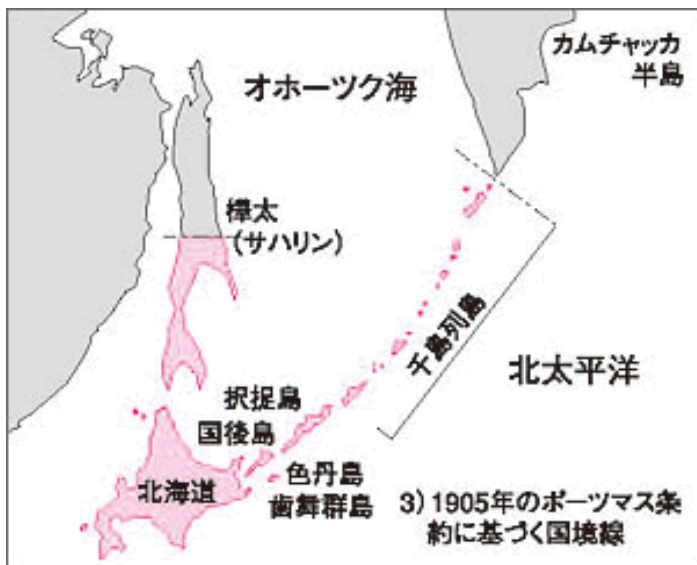 カムチャッカ
半島
オホーツク海
樺太
(サハリン)
千島列島
北太平洋
択捉島
国後島
色丹島
歯舞群島
北海道
3) 1905年のポーツマス条
約に基づく国境線